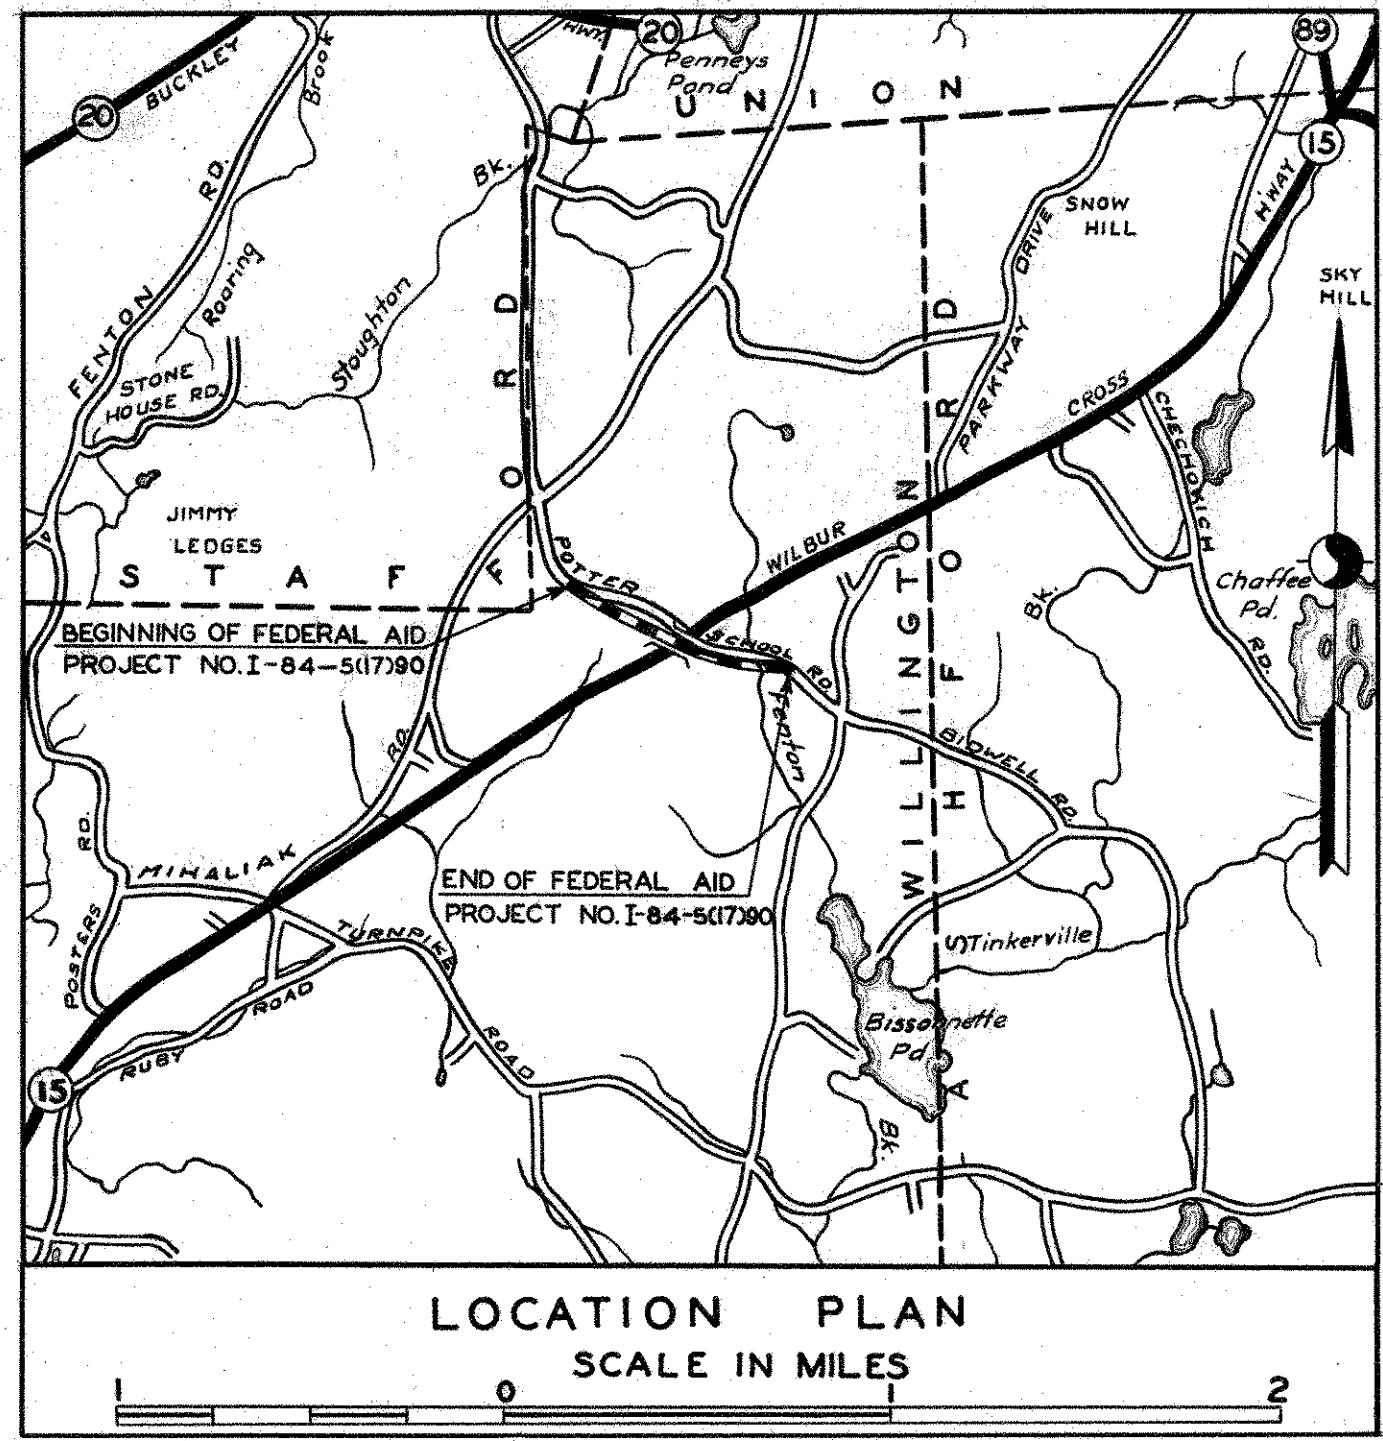 20
BUCKLEY
HWY.
20
89
Brook
Penneys
Pond
UNION
15
Bk.
FENTON RD.
Roaring
Stoughton
SNOW
HILL
H'WAY
SKY
HILL
STONE
HOUSE RD.
DRIVE
PARKWAY
CROSS
CHECHOKICH RD.
JIMMY
LEDGES
STAFFORD
POTTER SCHOOL RD.
WILBUR
WILLINGTON
ASHFORD
Bk.
Chaffee
Pd.
BEGINNING OF FEDERAL AID
PROJECT NO. I-84-5(17)90
Fenton
RD.
BIDWELL RD.
MIHALIAK
POSTERS RD.
END OF FEDERAL AID
PROJECT NO. I-84-5(17)90
TURNPIKE ROAD
Tinkerville
RUBY ROAD
Bissonnette
Pd.
15
Bk.
LOCATION PLAN
SCALE IN MILES
1 0 1 2